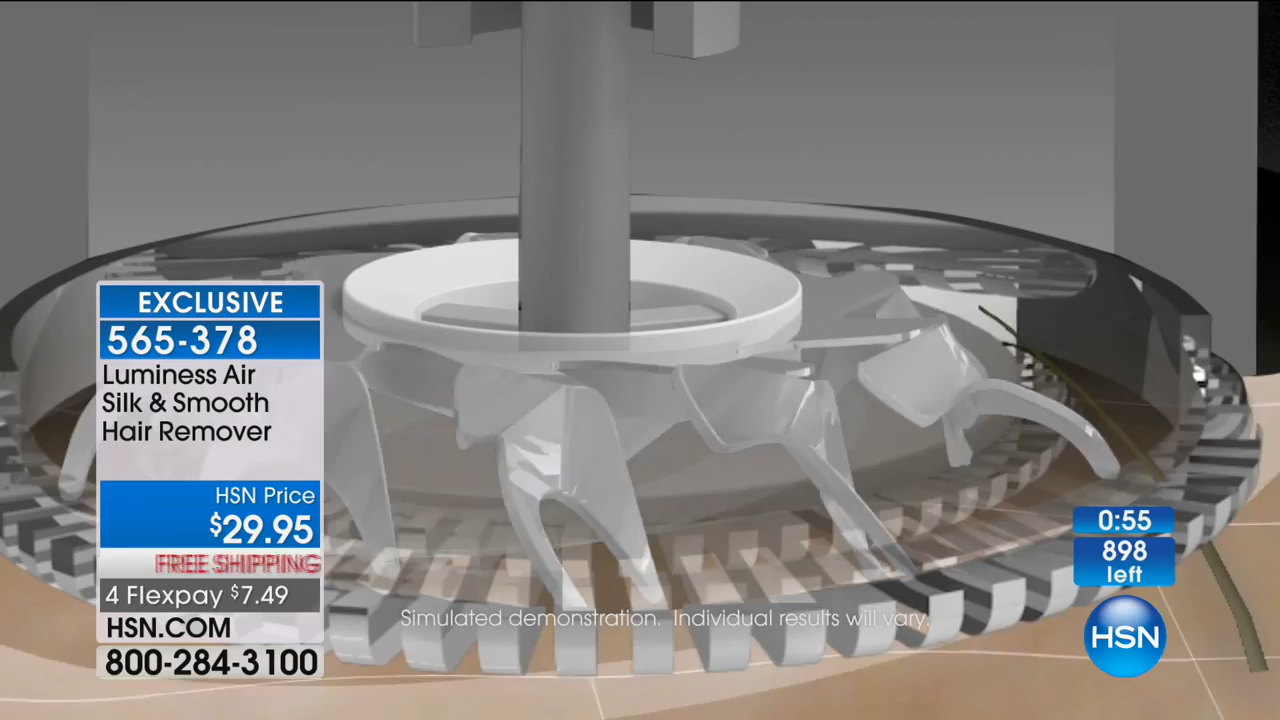 EXCLUSIVE
565-378
Luminess Air
Silk & Smooth
Hair Remover
HSN Price
$29.95
FREE SHIPPING
4 Flexpay $7.49
HSN.COM
800-284-3100
Simulated demonstration. Individual results will vary.
0:55
898
left
HSN